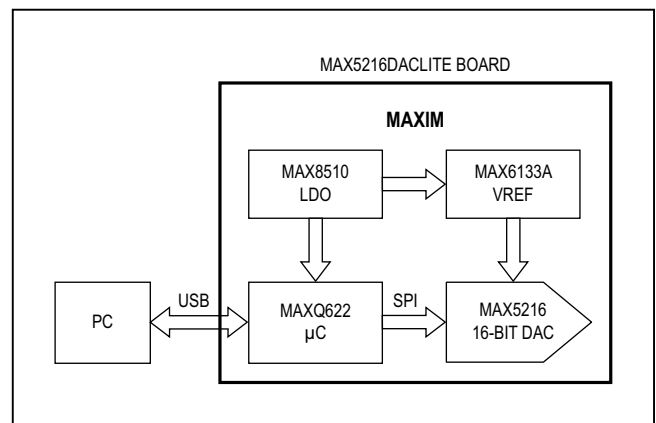 MAX5216DACLITE BOARD
MAXIM
MAX8510
LDO
MAX6133A
VREF
PC
USB
MAXQ622
µC
SPI
MAX5216
16-BIT DAC